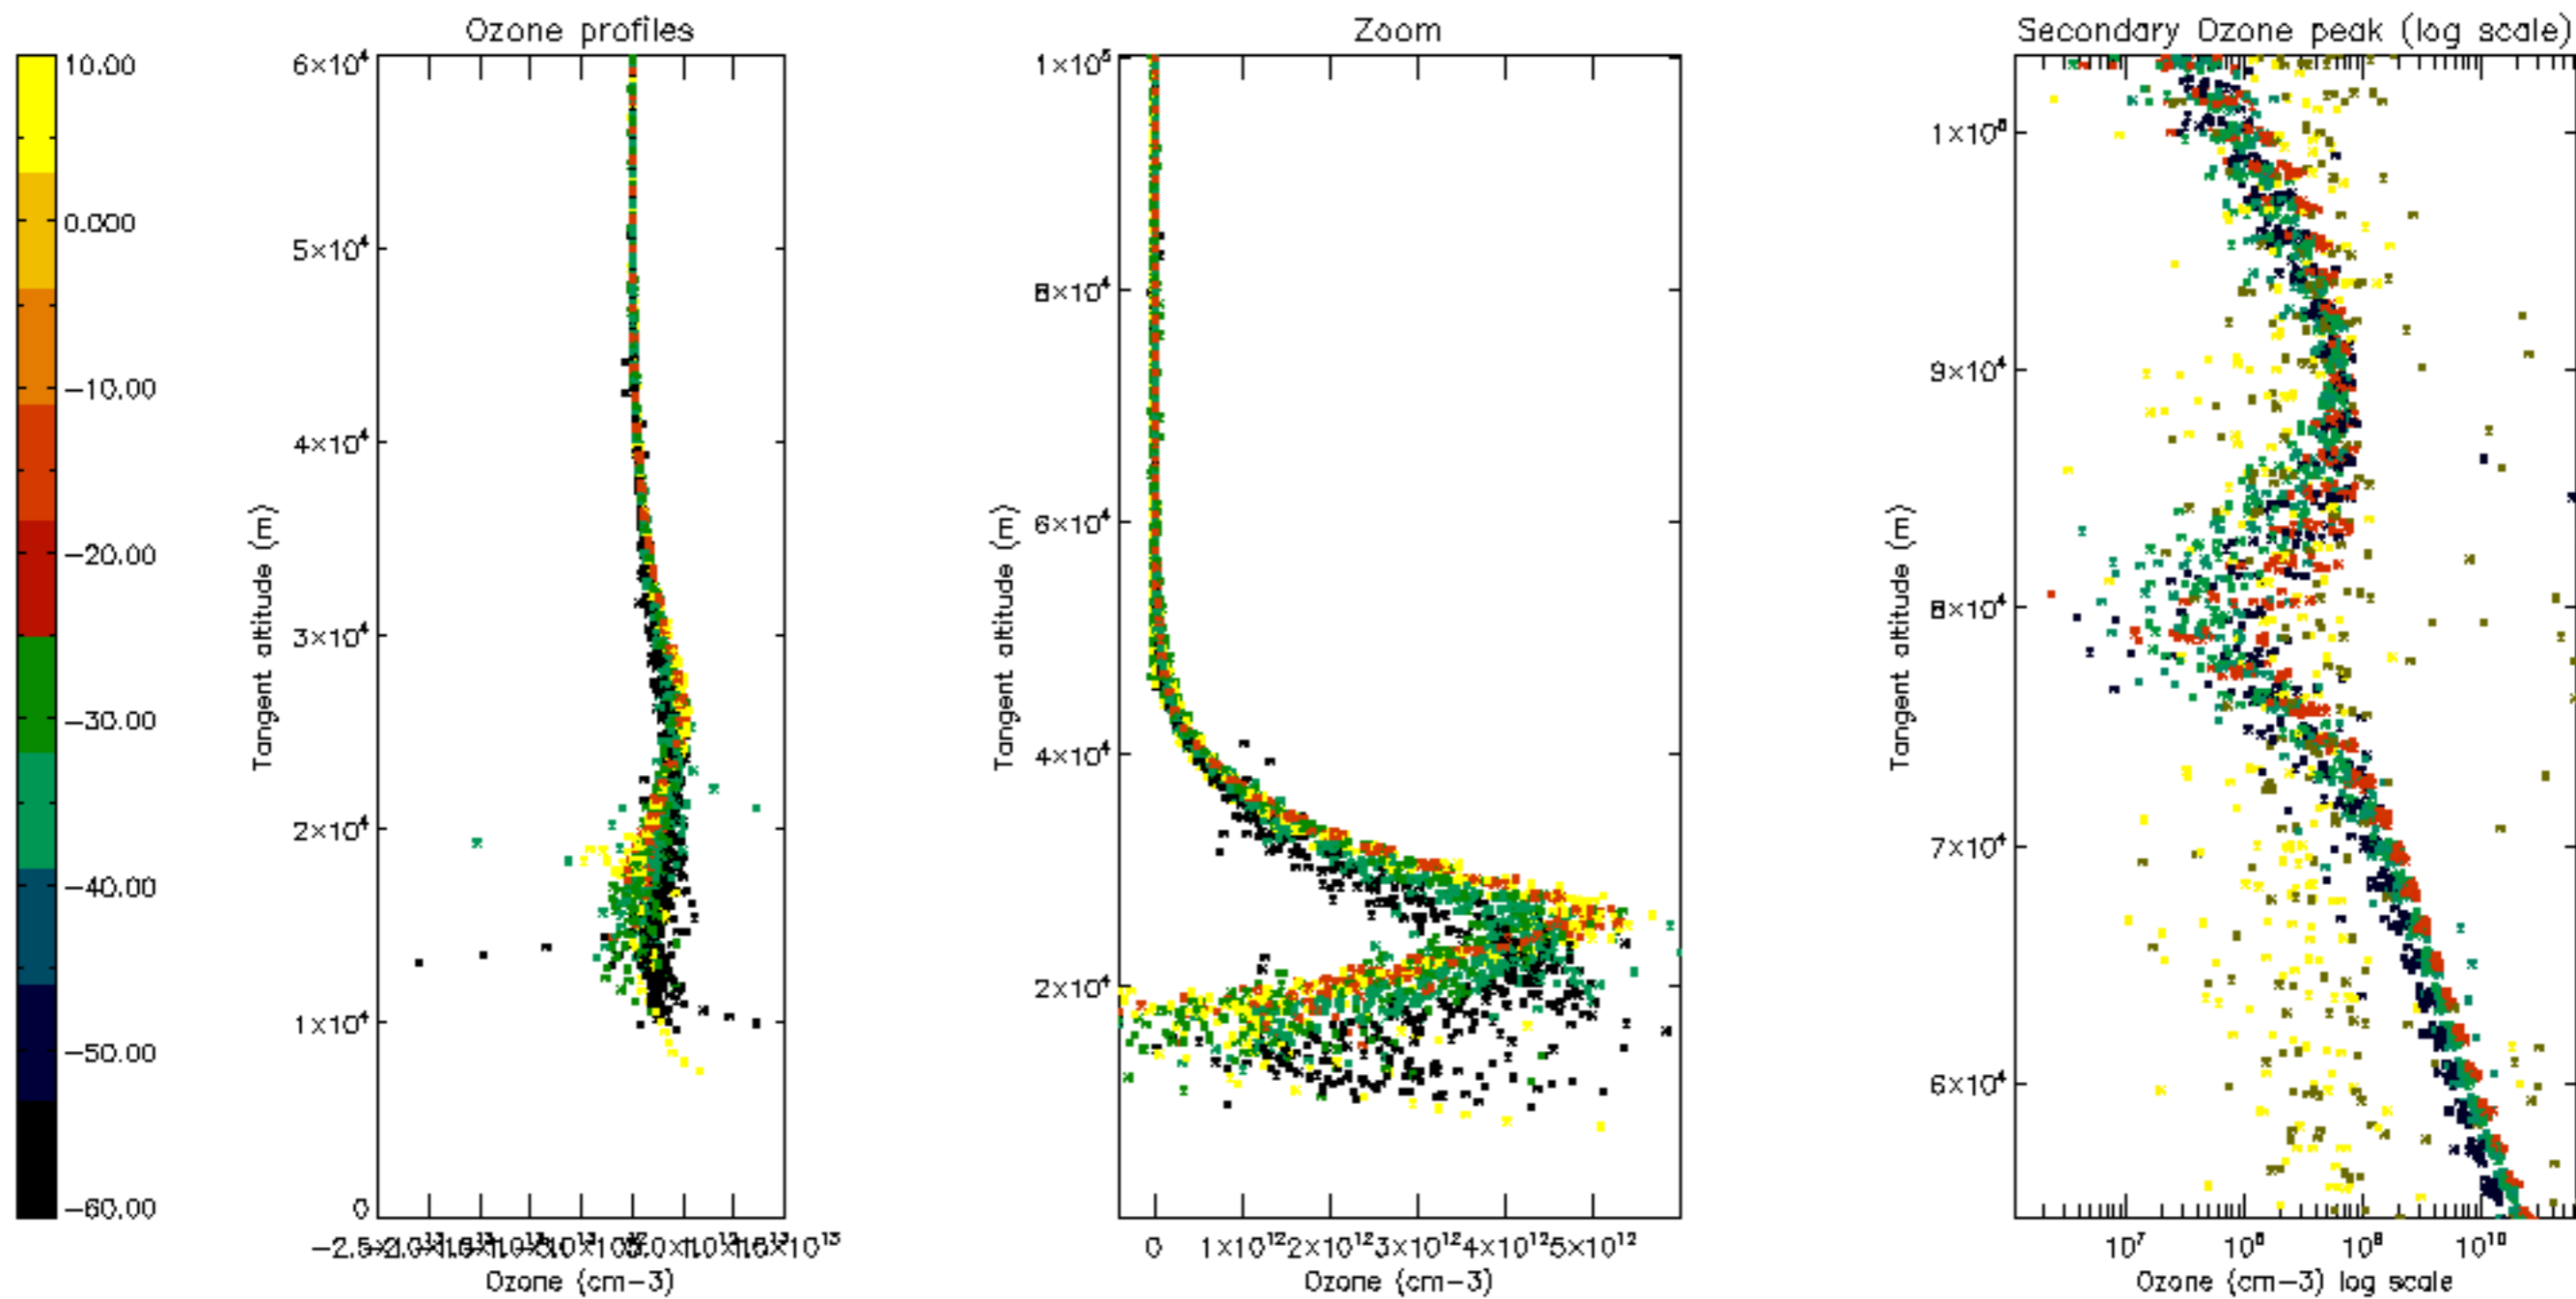 Ozone profiles
Zoom
Secondary Ozone peak (log scale)
10.00
0.000
−10.00
−20.00
−30.00
−40.00
−50.00
−60.00
6×10⁴
5×10⁴
4×10⁴
3×10⁴
2×10⁴
1×10⁴
0
Tangent altitude (m)
Ozone (cm−3)
1×10⁵
8×10⁴
6×10⁴
4×10⁴
2×10⁴
Tangent altitude (m)
0 1×10¹² 2×10¹² 3×10¹² 4×10¹² 5×10¹²
Ozone (cm−3)
9×10⁴
8×10⁴
7×10⁴
6×10⁴
Tangent altitude (m)
10⁷ 10⁸ 10⁹ 10¹⁰
Ozone (cm−3) log scale